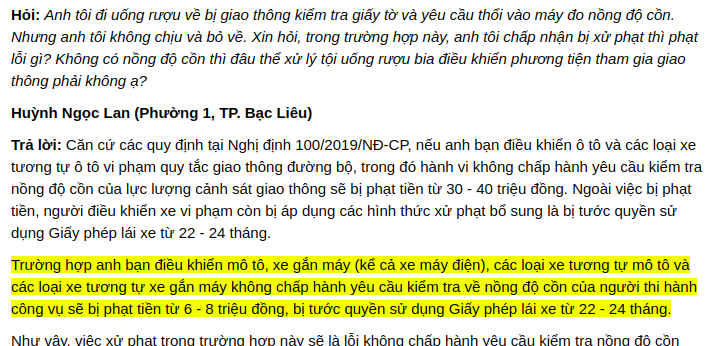 Hỏi: Anh tôi đi uống rượu về bị giao thông kiểm tra giấy tờ và yêu cầu thổi vào máy đo nồng độ cồn.
Nhưng anh tôi không chịu và bỏ về. Xin hỏi, trong trường hợp này, anh tôi chấp nhận bị xử phạt thì phạt
lỗi gì? Không có nồng độ cồn thì đâu thể xử lý tội uống rượu bia điều khiển phương tiện tham gia giao
thông phải không ạ?
Huỳnh Ngọc Lan (Phường 1, TP. Bạc Liêu)
Trả lời: Căn cứ các quy định tại Nghị định 100/2019/NĐ-CP, nếu anh bạn điều khiển ô tô và các loại xe
tương tự ô tô vi phạm quy tắc giao thông đường bộ, trong đó hành vi không chấp hành yêu cầu kiểm tra
nồng độ cồn của lực lượng cảnh sát giao thông sẽ bị phạt tiền từ 30 - 40 triệu đồng. Ngoài việc bị phạt
tiền, người điều khiển xe vi phạm còn bị áp dụng các hình thức xử phạt bổ sung là bị tước quyền sử
dụng Giấy phép lái xe từ 22 - 24 tháng.
Trường hợp anh bạn điều khiển mô tô, xe gắn máy (kể cả xe máy điện), các loại xe tương tự mô tô và
các loại xe tương tự xe gắn máy không chấp hành yêu cầu kiểm tra về nồng độ cồn của người thi hành
công vụ sẽ bị phạt tiền từ 6 - 8 triệu đồng, bị tước quyền sử dụng Giấy phép lái xe từ 22 - 24 tháng.
Như vậy, việc xử phạt trong trường hợp này sẽ là lỗi không chấp hành yêu cầu kiểm tra nồng độ cồn